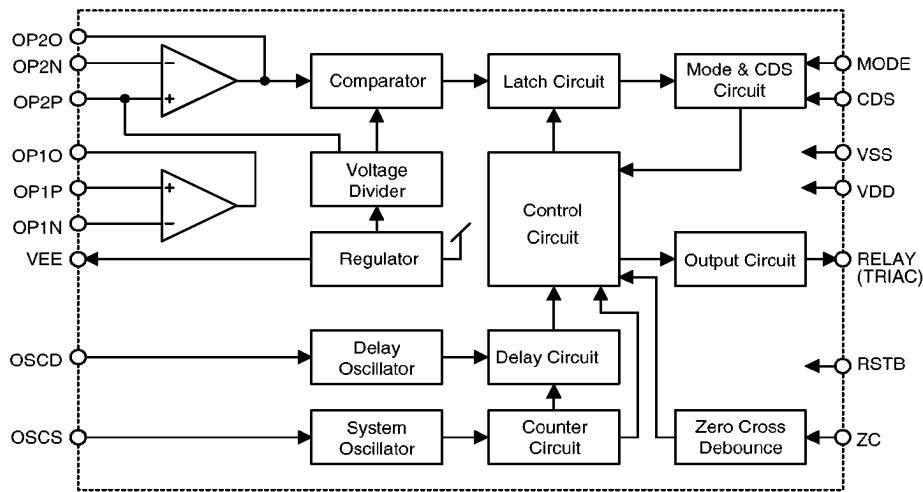 OP2O
OP2N
−
OP2P
+
Comparator
Latch Circuit
Mode & CDS
Circuit
MODE
CDS
OP1O
OP1P
+
OP1N
−
VEE
Voltage
Divider
Regulator
Control
Circuit
VSS
VDD
Output Circuit
RELAY
(TRIAC)
OSCD
Delay
Oscillator
Delay Circuit
RSTB
OSCS
System
Oscillator
Counter
Circuit
Zero Cross
Debounce
ZC